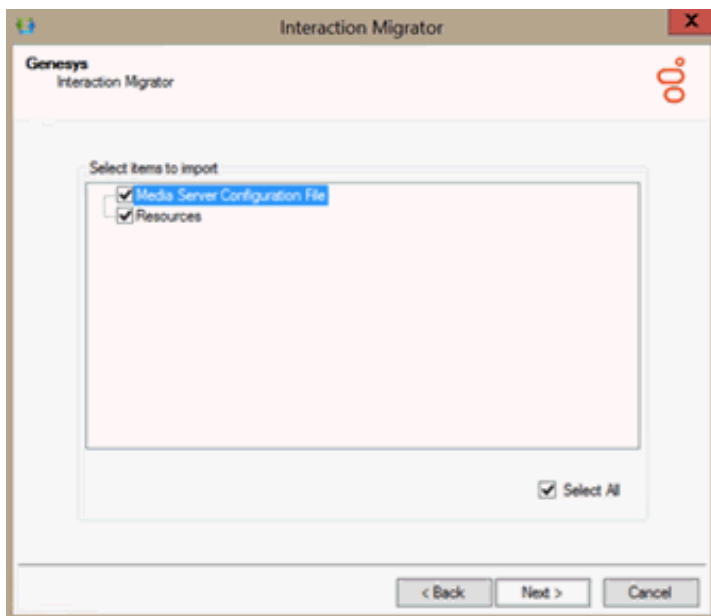 Interaction Migrator
X
Genesys
Interaction Migrator
Select items to import
Media Server Configuration File
Resources
Select All
< Back
Next >
Cancel